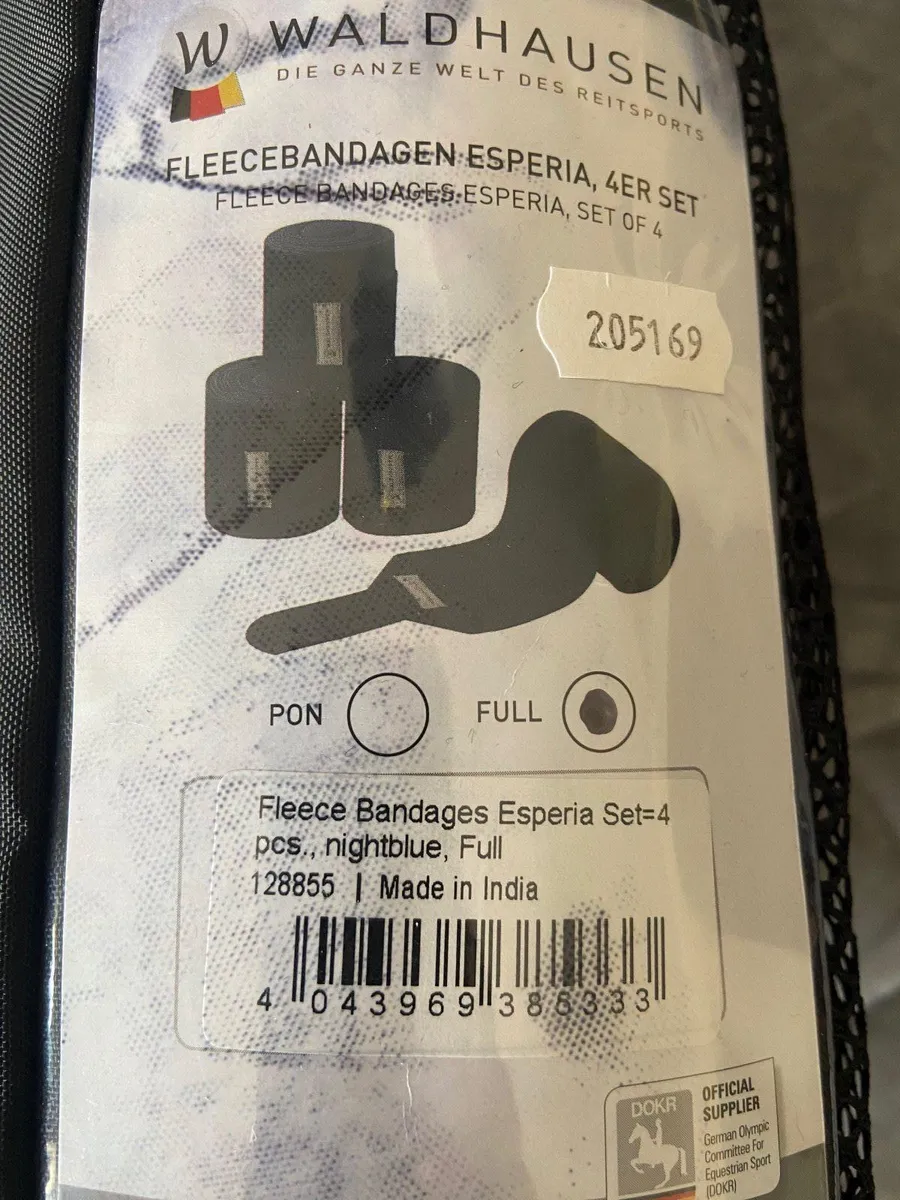 W WALDHAUSEN
DIE GANZE WELT DES REITSPORTS
FLEECEBANDAGEN ESPERIA, 4ER SET
FLEECE BANDAGES ESPERIA, SET OF 4
205169
PON FULL
Fleece Bandages Esperia Set=4
pcs., nightblue, Full
128855 | Made in India
4 043969 385333
DOKR
OFFICIAL
SUPPLIER
German Olympic
Committee For
Equestrian Sport
(DOKR)